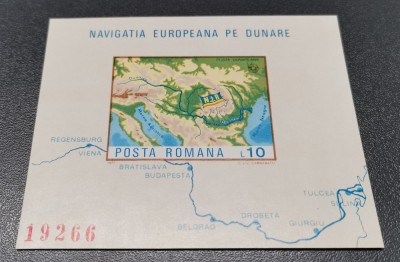 NAVIGATIA EUROPEANA PE DUNARE
POSTA ROMANA L10
REGENSBURG
VIENA
BRATISLAVA
BUDAPESTA
BELGRAD
DROBETA
GIURGIU
TULCEA
SULINA
19266